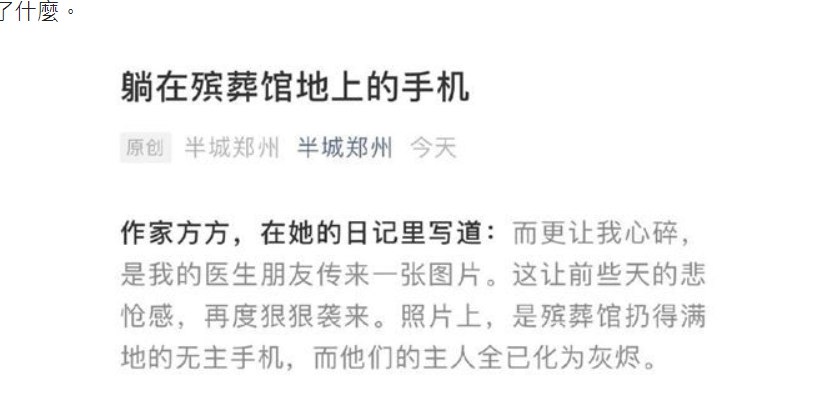 了什麼。
躺在殡葬馆地上的手机
原创 半城郑州 半城郑州 今天
作家方方，在她的日记里写道：而更让我心碎，
是我的医生朋友传来一张图片。这让前些天的悲
怆感，再度狠狠袭来。照片上，是殡葬馆扔得满
地的无主手机，而他们的主人全已化为灰烬。